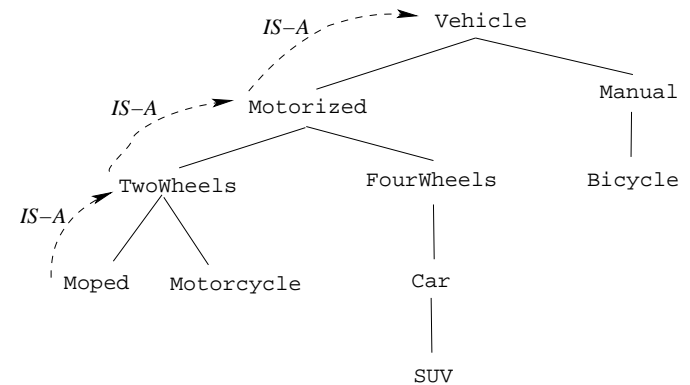 IS–A
Vehicle
IS–A
Motorized
Manual
IS–A
TwoWheels
FourWheels
Bicycle
Moped
Motorcycle
Car
SUV